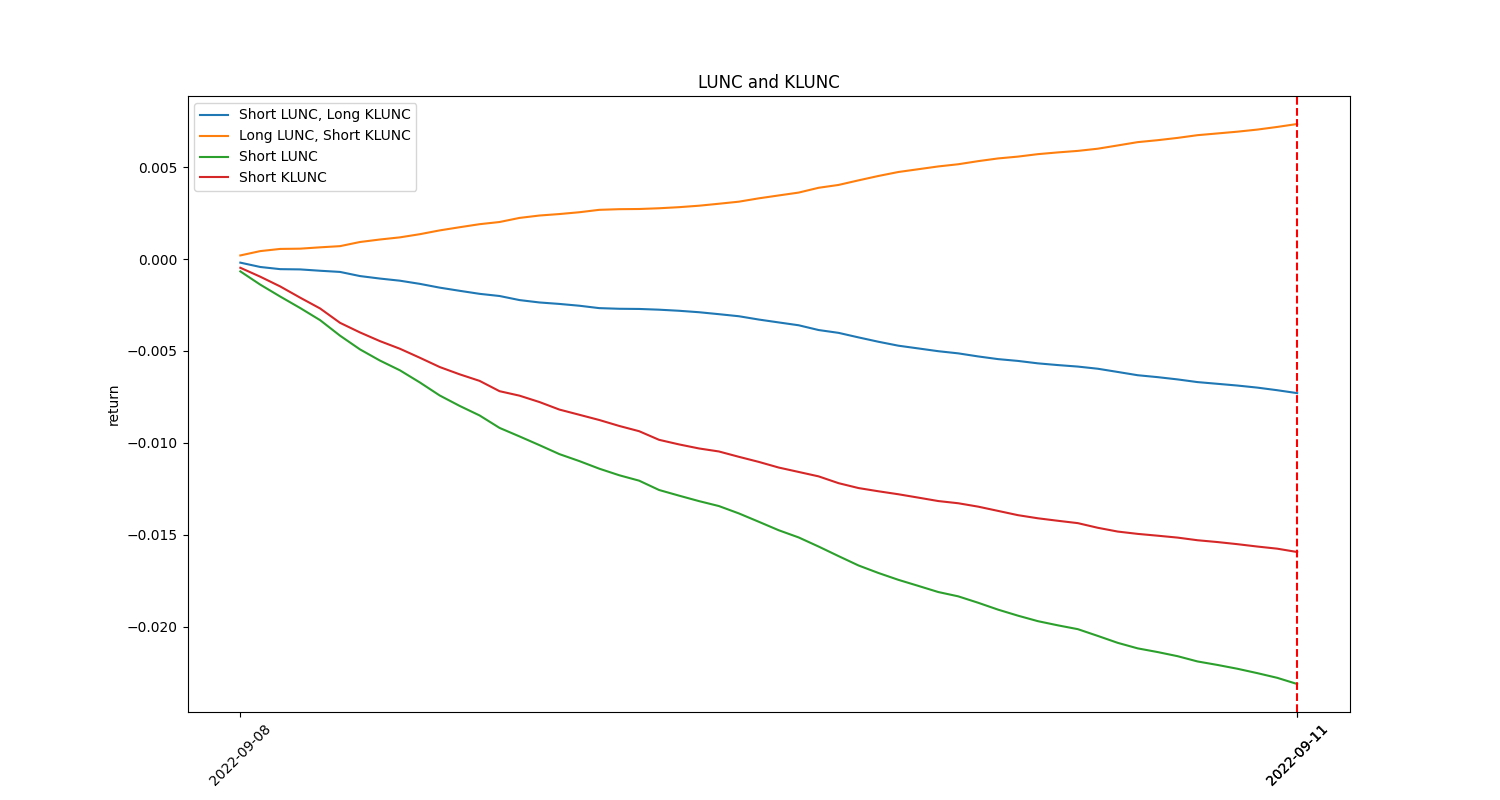 LUNC and KLUNC
Short LUNC, Long KLUNC
Long LUNC, Short KLUNC
Short LUNC
Short KLUNC
0.005
0.000
−0.005
−0.010
−0.015
−0.020
return
2022-09-08
2022-09-11